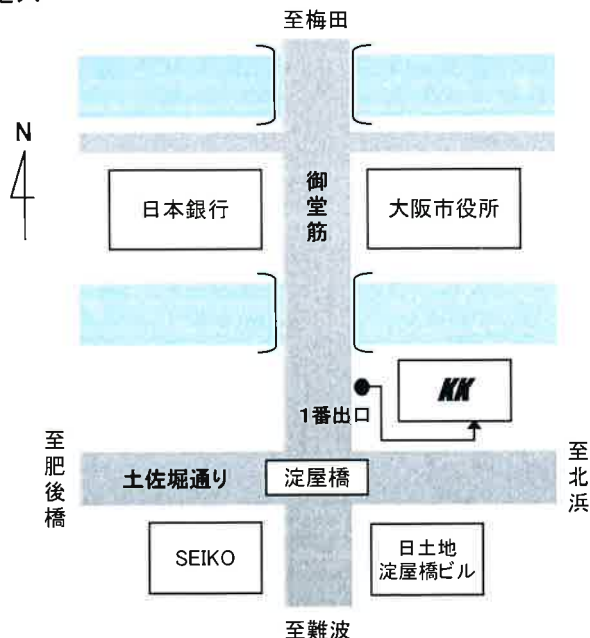 至梅田
N
日本銀行
御堂筋
大阪市役所
KK
1番出口
至肥後橋
土佐堀通り
淀屋橋
至北浜
SEIKO
日土地
淀屋橋ビル
至難波